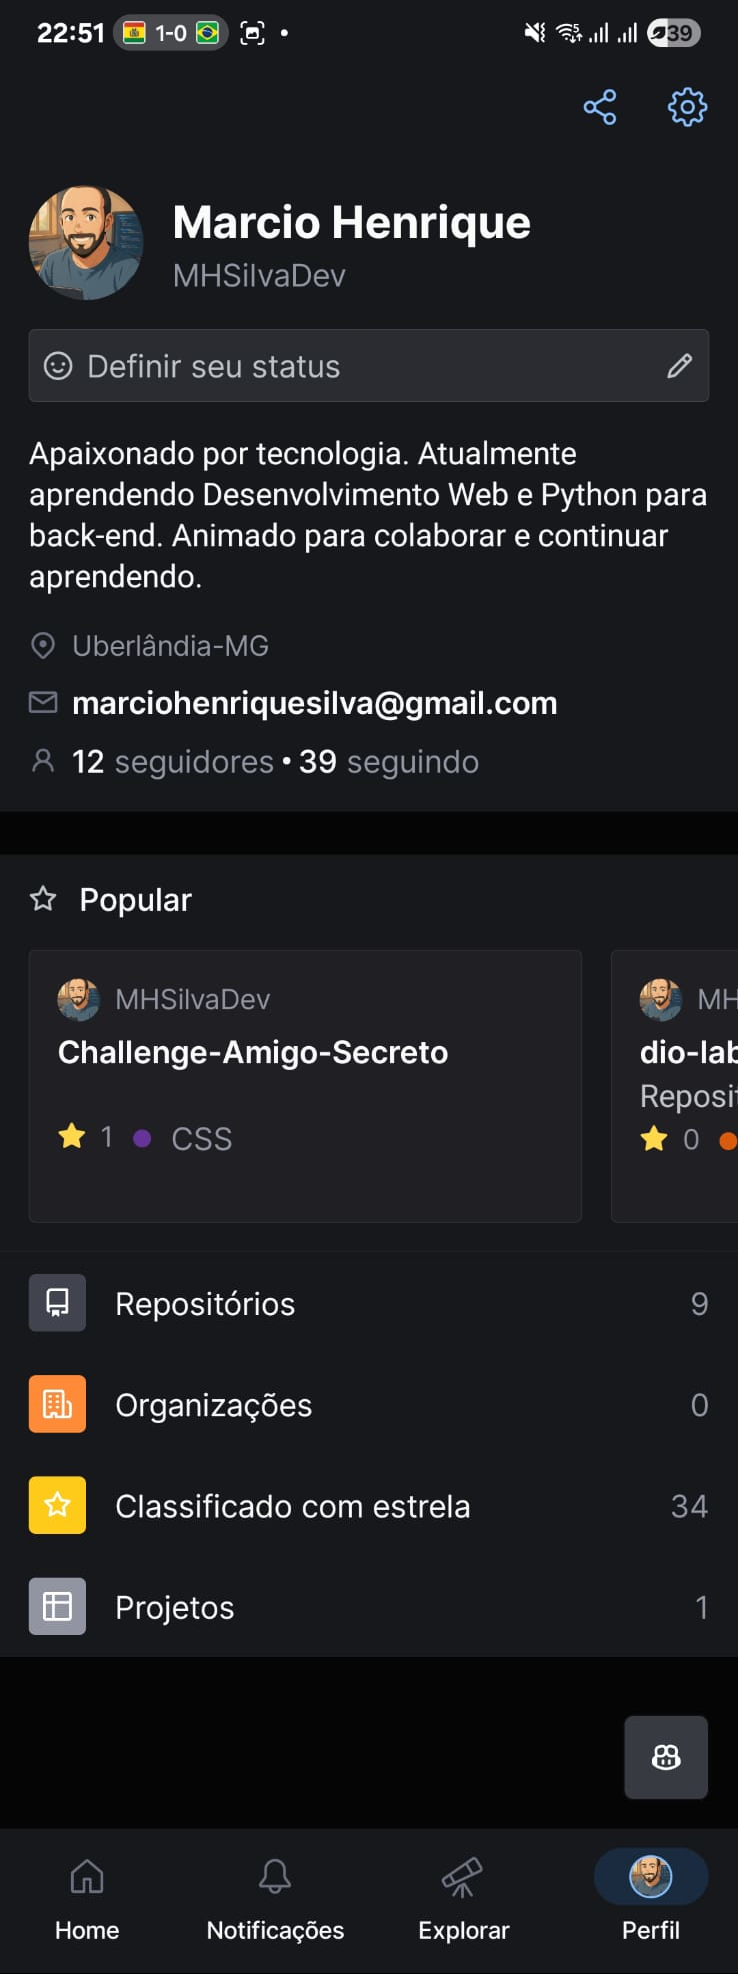 22:51 1-0 39
Marcio Henrique
MHSilvaDev
Definir seu status
Apaixonado por tecnologia. Atualmente
aprendendo Desenvolvimento Web e Python para
back-end. Animado para colaborar e continuar
aprendendo.
Uberlândia-MG
marciohenriquesilva@gmail.com
12 seguidores • 39 seguindo
Popular
MHSilvaDev
Challenge-Amigo-Secreto
1 CSS
MH
dio-lab
Reposit
0
Repositórios 9
Organizações 0
Classificado com estrela 34
Projetos 1
Home Notificações Explorar Perfil